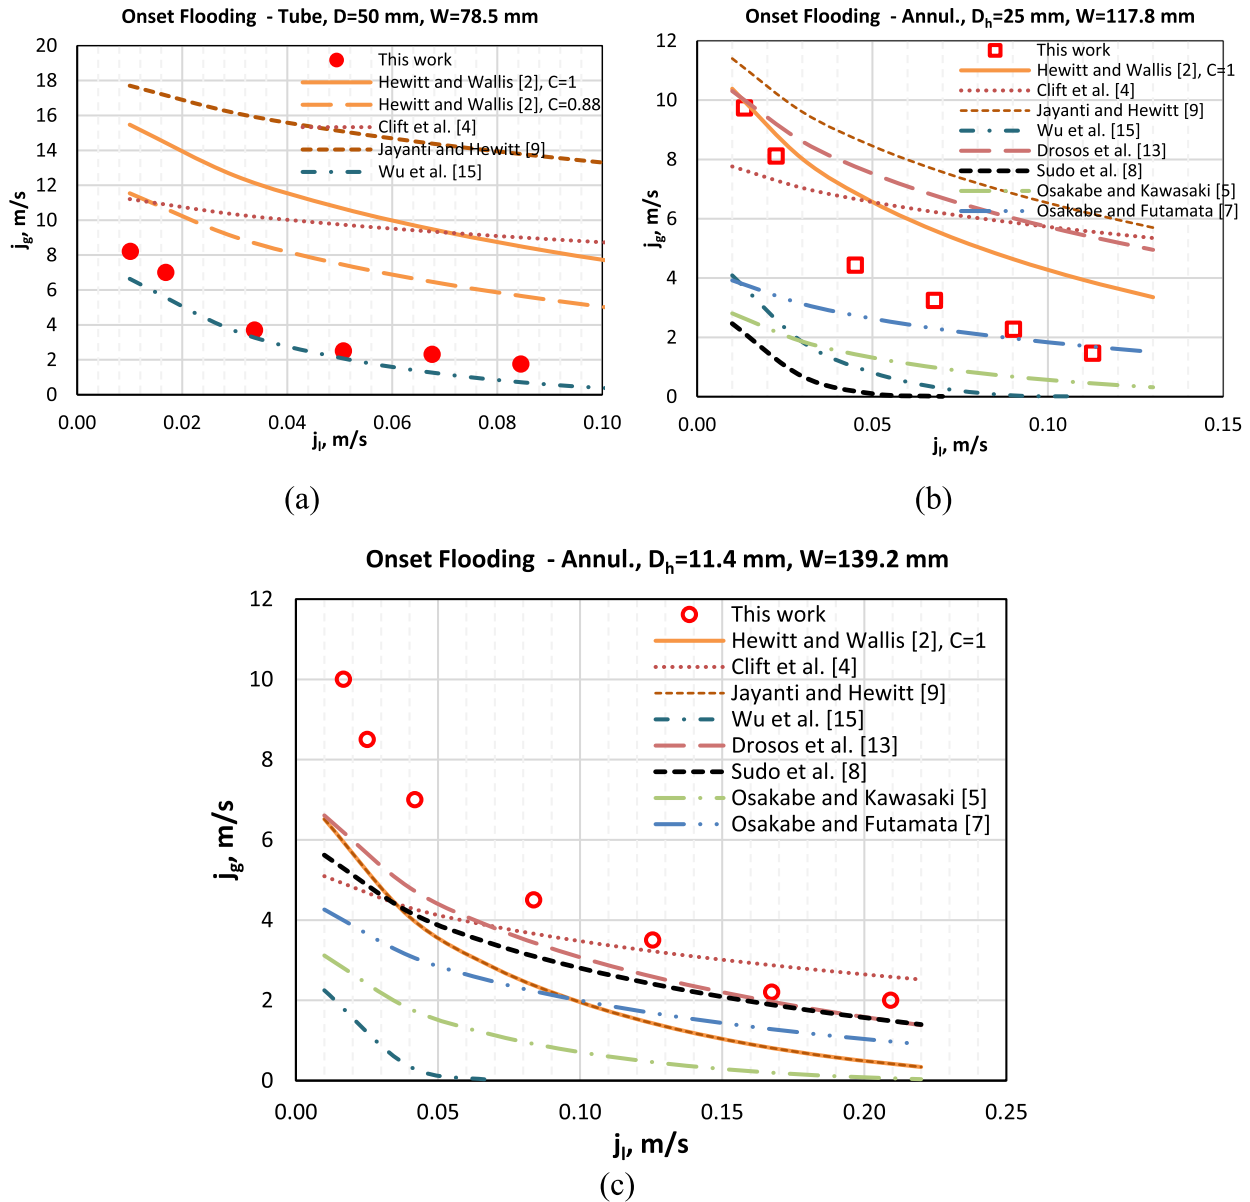 Onset Flooding - Tube, D=50 mm, W=78.5 mm
20
18
16
14
12
10
8
6
4
2
0
j_g, m/s
This work
Hewitt and Wallis [2], C=1
Hewitt and Wallis [2], C=0.88
Clift et al. [4]
Jayanti and Hewitt [9]
Wu et al. [15]
0.00 0.02 0.04 0.06 0.08 0.10
j_l, m/s
(a)
Onset Flooding - Annul., D_h=25 mm, W=117.8 mm
12
10
8
6
4
2
0
j_g, m/s
This work
Hewitt and Wallis [2], C=1
Clift et al. [4]
Jayanti and Hewitt [9]
Wu et al. [15]
Drosos et al. [13]
Sudo et al. [8]
Osakabe and Kawasaki [5]
Osakabe and Futamata [7]
0.00 0.05 0.10 0.15
j_l, m/s
(b)
Onset Flooding - Annul., D_h=11.4 mm, W=139.2 mm
12
10
8
6
4
2
0
j_g, m/s
This work
Hewitt and Wallis [2], C=1
Clift et al. [4]
Jayanti and Hewitt [9]
Wu et al. [15]
Drosos et al. [13]
Sudo et al. [8]
Osakabe and Kawasaki [5]
Osakabe and Futamata [7]
0.00 0.05 0.10 0.15 0.20 0.25
j_l, m/s
(c)